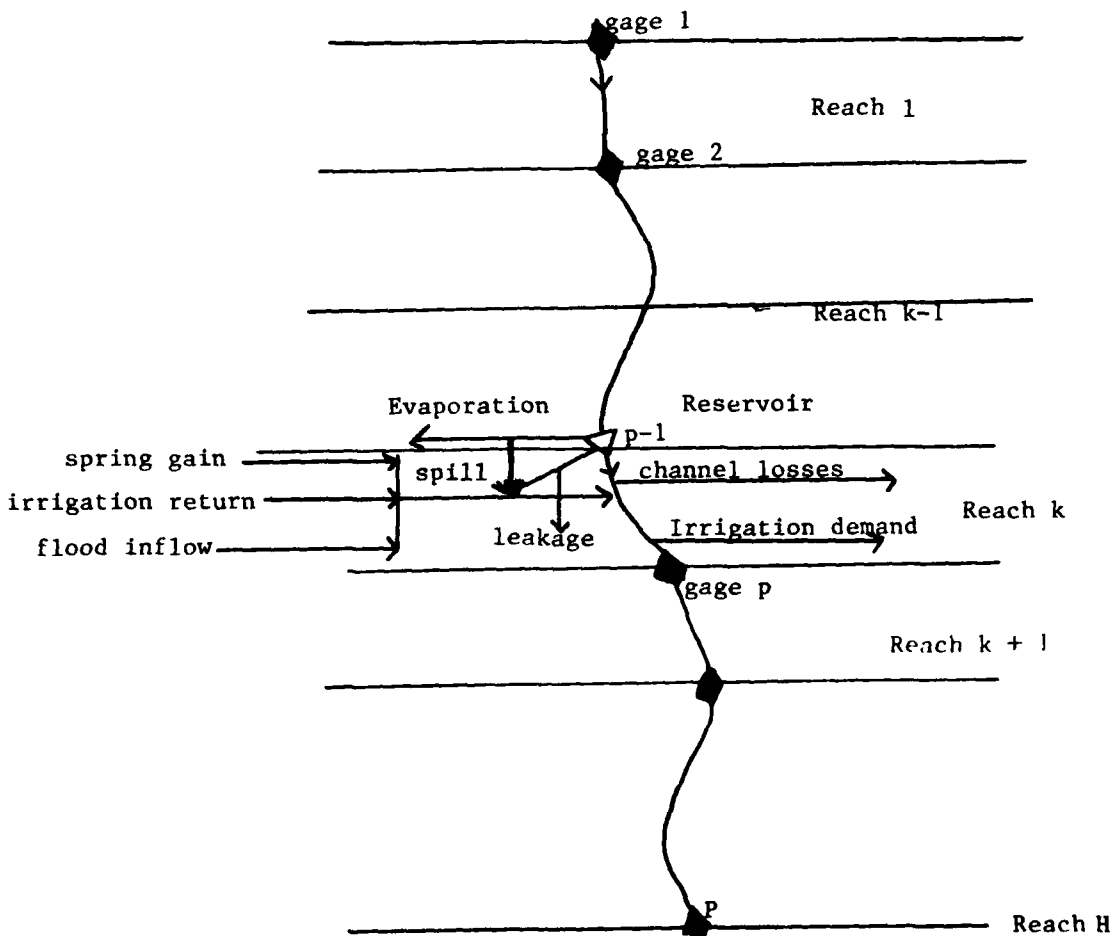 gage 1
Reach 1
gage 2
Reach k-1
Evaporation
Reservoir
p-1
spring gain
spill
channel losses
irrigation return
Reach k
leakage
Irrigation demand
flood inflow
gage p
Reach k + 1
P
Reach H